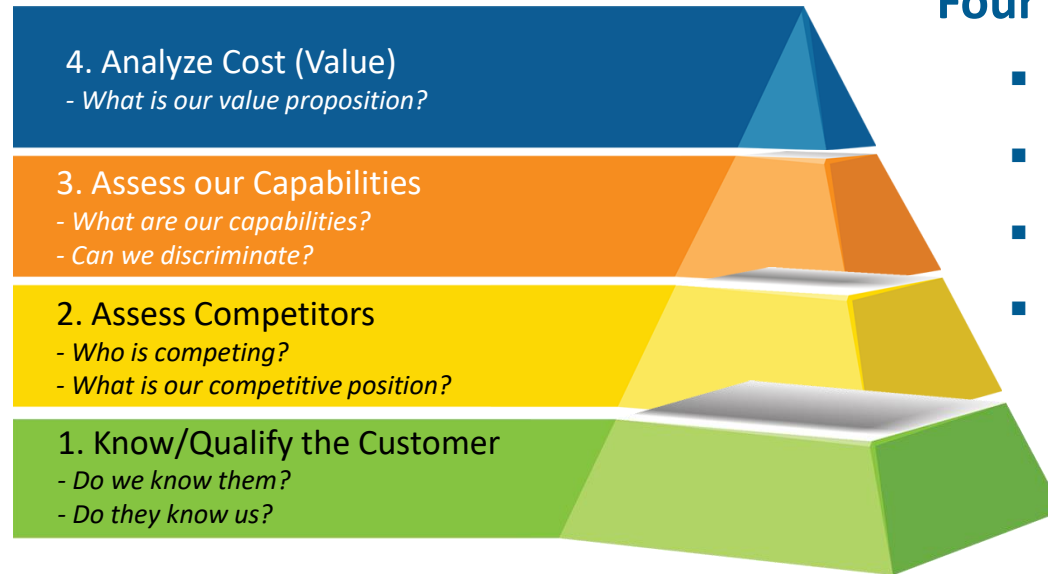 Four
4. Analyze Cost (Value)
- What is our value proposition?
3. Assess our Capabilities
- What are our capabilities?
- Can we discriminate?
2. Assess Competitors
- Who is competing?
- What is our competitive position?
1. Know/Qualify the Customer
- Do we know them?
- Do they know us?